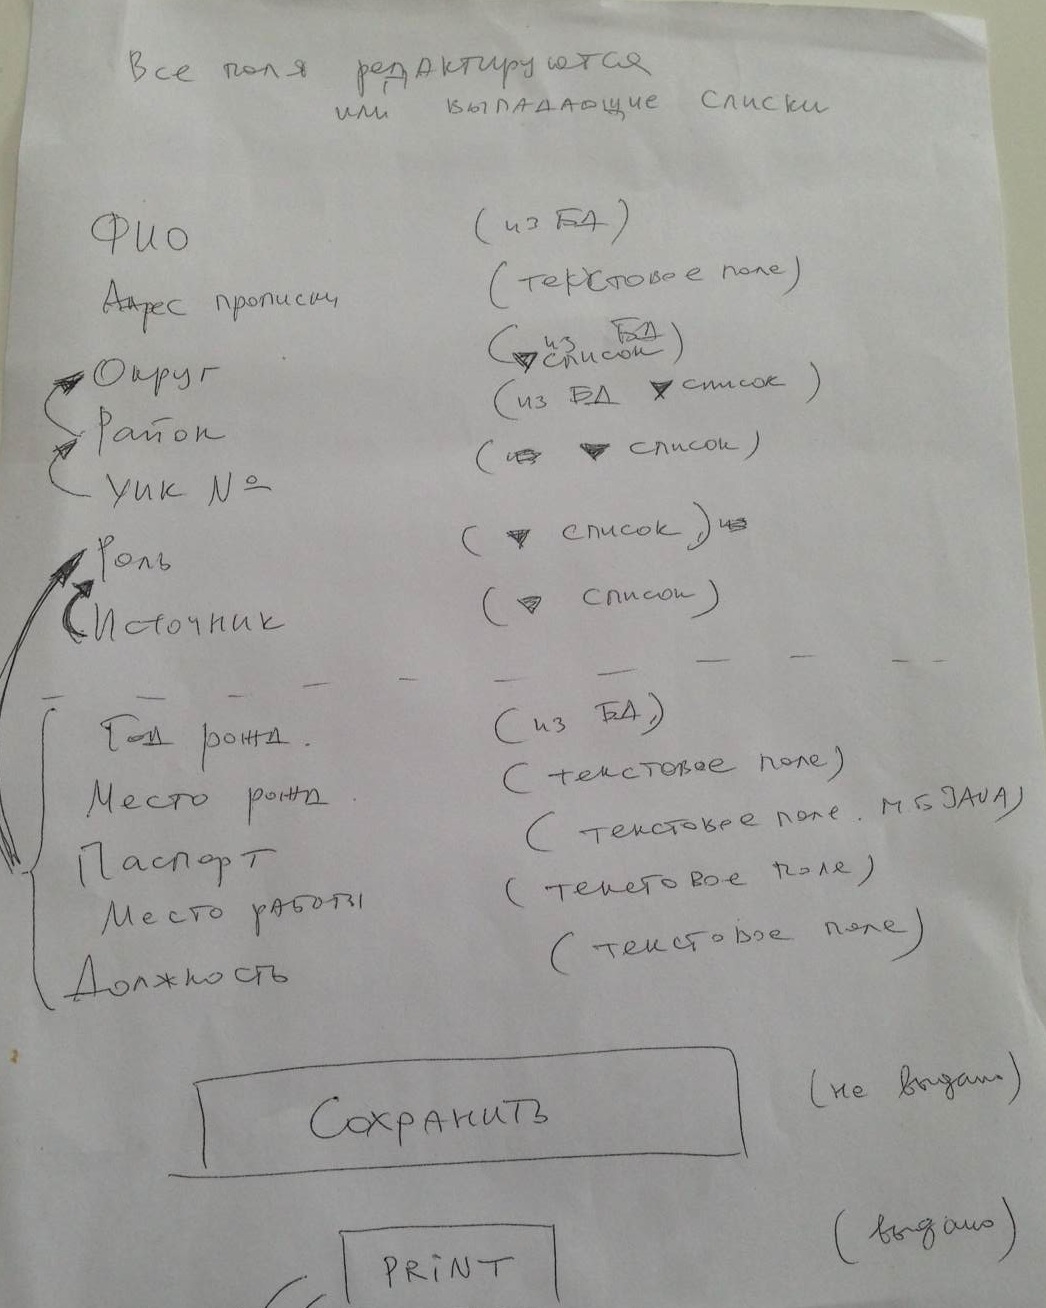 Все поля редактируются
или выпадающие списки
ФИО (из БД)
Адрес прописки (текстовое поле)
Округ (из БД ▼ список)
Район (из БД ▼ список)
УИК № (▼ список)
Роль (▼ список)
Источник (▼ список)
Год рожд. (из БД)
Место рожд. (текстовое поле)
Паспорт (текстовое поле.
Место работы (текстовое поле)
Должность (текстовое поле)
Сохранить (не выдано)
PRINT (выдано)